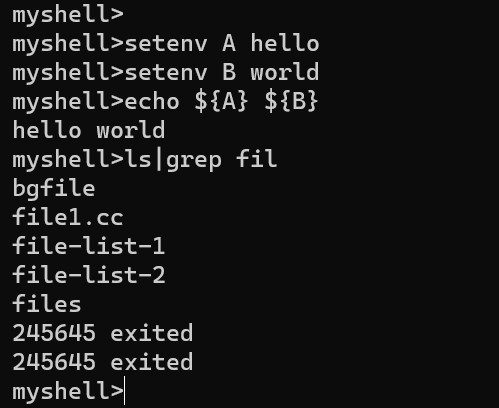 myshell>
myshell>setenv A hello
myshell>setenv B world
myshell>echo ${A} ${B}
hello world
myshell>ls|grep fil
bgfile
file1.cc
file-list-1
file-list-2
files
245645 exited
245645 exited
myshell>